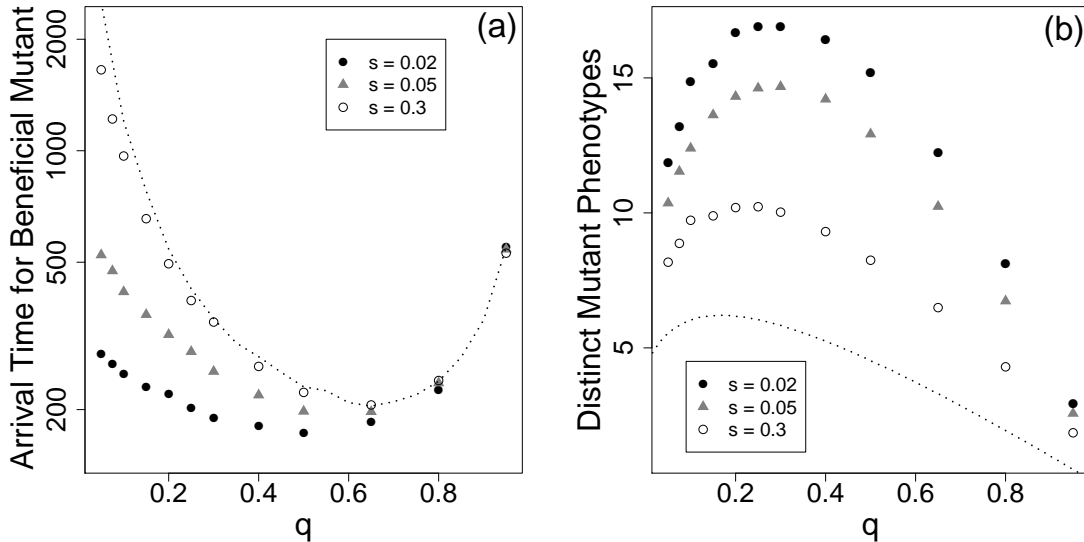 (a)
Arrival Time for Beneficial Mutant
2000
1000
500
200
s = 0.02
s = 0.05
s = 0.3
0.2 0.4 0.6 0.8
q
(b)
Distinct Mutant Phenotypes
15
10
5
s = 0.02
s = 0.05
s = 0.3
0.2 0.4 0.6 0.8
q